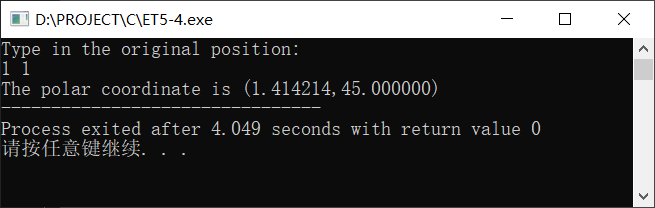 D:\PROJECT\C\ET5-4.exe
Type in the original position:
1 1
The polar coordinate is (1.414214,45.000000)
--------------------------------
Process exited after 4.049 seconds with return value 0
请按任意键继续. . .